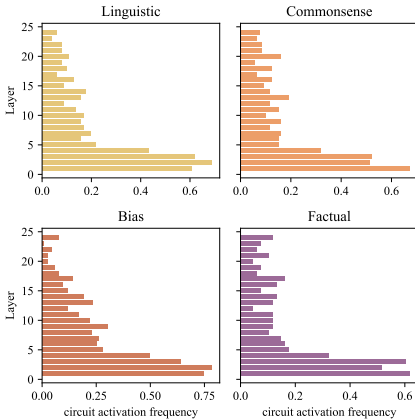 Linguistic
Commonsense
Layer
25
20
15
10
5
0
0.0 0.2 0.4 0.6
0.0 0.2 0.4 0.6
Bias
Factual
Layer
25
20
15
10
5
0
0.00 0.25 0.50 0.75
0.0 0.2 0.4 0.6
circuit activation frequency
circuit activation frequency